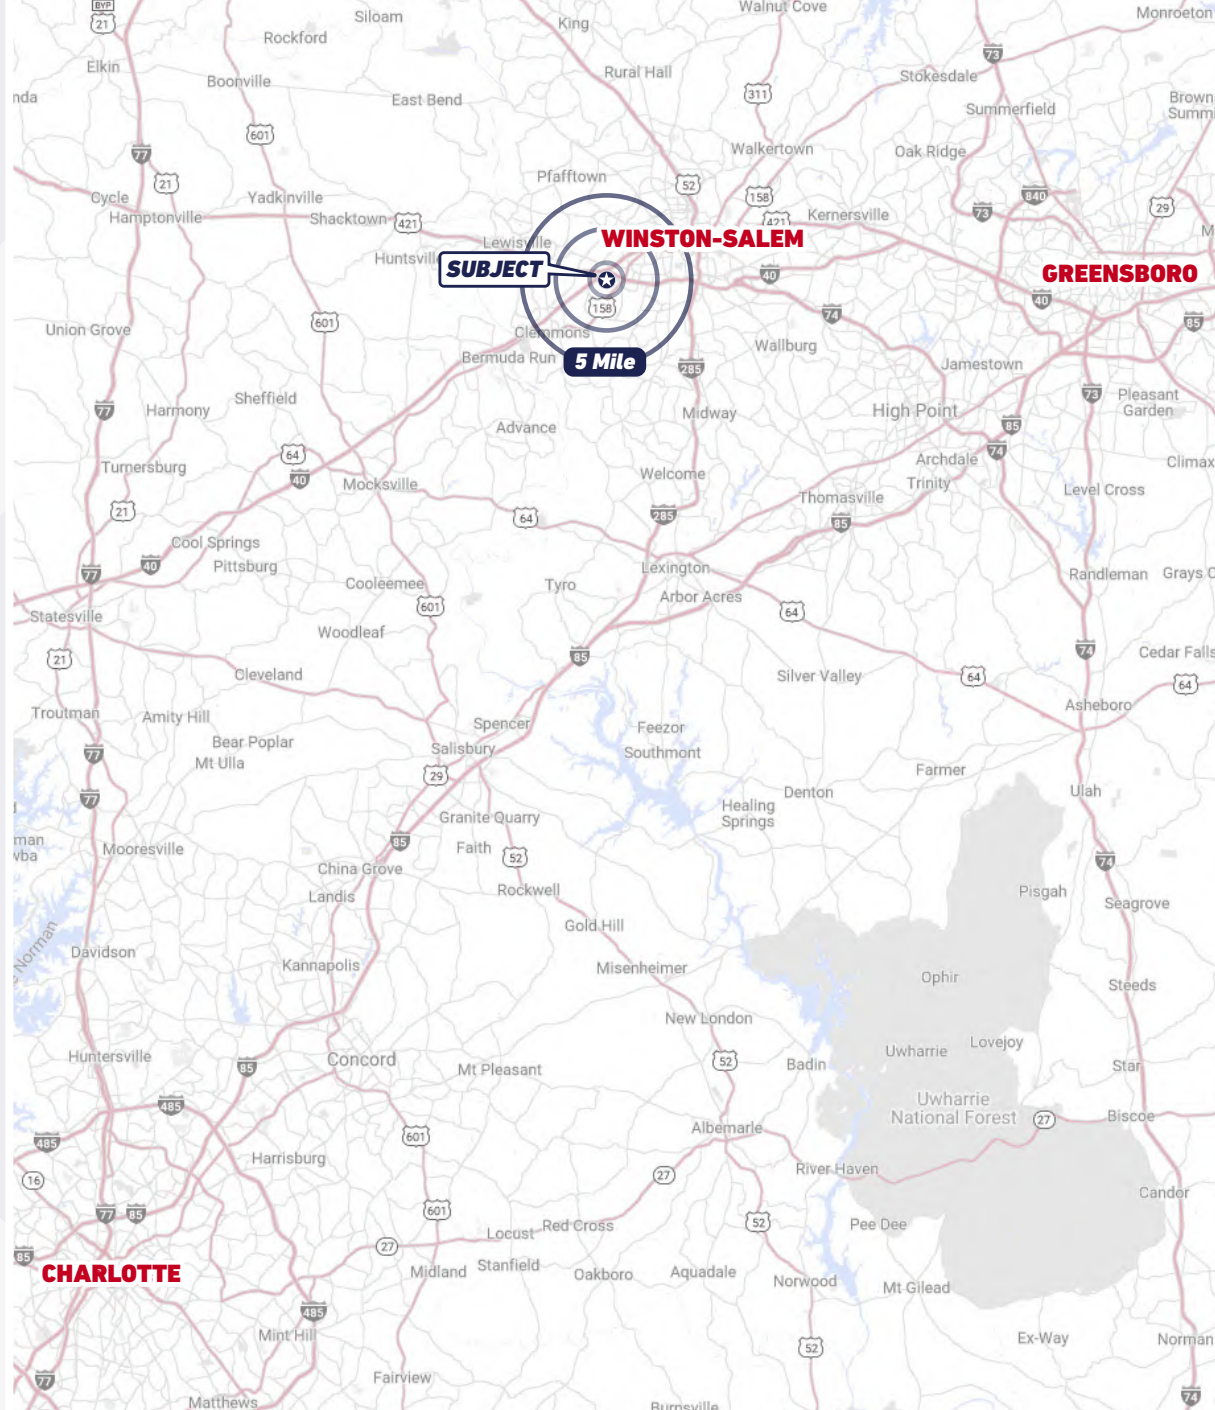 BYP
21
Siloam
King
Walnut Cove
Monroeton
Rockford
73
Elkin
Boonville
Rural Hall
Stokesdale
nda
East Bend
311
Summerfield
Brown
Summi
601
Walkertown
Oak Ridge
77
21
Pfafftown
52
158
840
Cycle
Yadkinville
Hamptonville
Shacktown
421
421
Kernersville
73
29
Lewisville
WINSTON-SALEM
M
Huntsvill
SUBJECT
40
GREENSBORO
158
40
Union Grove
601
Clemmons
74
85
Bermuda Run
5 Mile
285
Wallburg
Jamestown
77
Harmony
Sheffield
Advance
Midway
High Point
73
Pleasant
Garden
85
64
74
Turnersburg
40
Mocksville
Welcome
Archdale
Climax
Trinity
21
64
285
Thomasville
85
Level Cross
Cool Springs
40
Pittsburg
77
Cooleemee
Tyro
Lexington
Randleman
Grays C
601
Arbor Acres
64
Statesville
Woodleaf
21
85
74
Cedar Falls
Cleveland
Silver Valley
64
64
Troutman
Amity Hill
Spencer
Feezor
Asheboro
Bear Poplar
Salisbury
Southmont
77
Mt Ulla
29
Farmer
77
Denton
Ulah
Healing
Springs
Granite Quarry
man
wba
Mooresville
85
Faith
52
74
China Grove
Landis
Rockwell
Pisgah
Seagrove
Gold Hill
Norman
Davidson
Kannapolis
Misenheimer
Ophir
Steeds
New London
Huntersville
85
Concord
Mt Pleasant
52
Badin
Uwharrie
Lovejoy
Star
485
Uwharrie
National Forest
27
Biscoe
485
601
Albemarle
Harrisburg
16
27
River Haven
Candor
77
85
601
52
Pee Dee
Locust
Red Cross
85
27
CHARLOTTE
Midland
Stanfield
Oakboro
Aquadale
Norwood
Mt Gilead
485
Mint Hill
52
Ex-Way
Norman
77
Fairview
Matthews
Burnsville
74